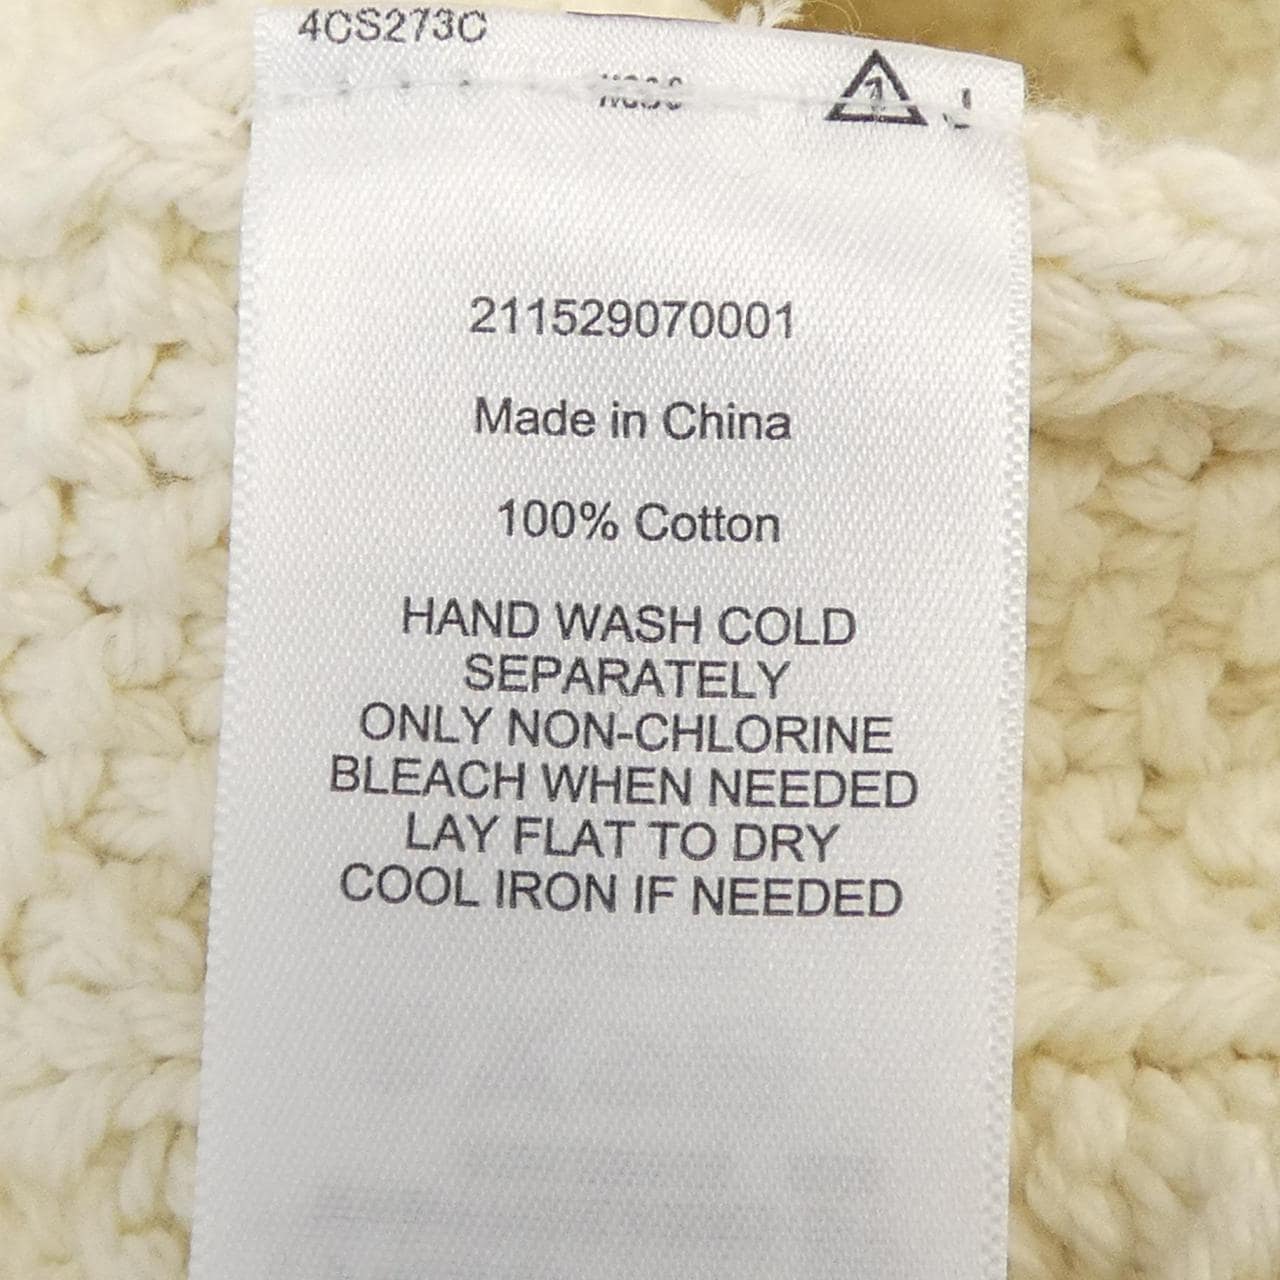 4CS273C
1
J
211529070001
Made in China
100% Cotton
HAND WASH COLD
SEPARATELY
ONLY NON-CHLORINE
BLEACH WHEN NEEDED
LAY FLAT TO DRY
COOL IRON IF NEEDED